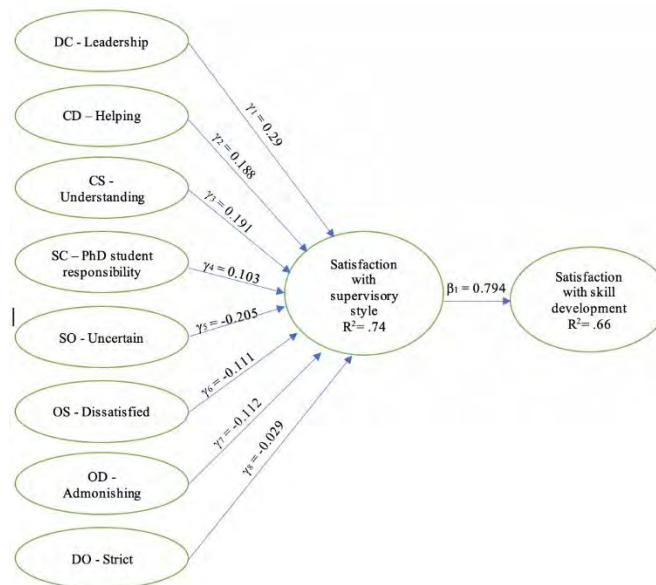 DC - Leadership
CD – Helping
CS -
Understanding
SC – PhD student
responsibility
SO - Uncertain
OS - Dissatisfied
OD -
Admonishing
DO - Strict
γ1 = 0.29
γ2 = 0.188
γ3 = 0.191
γ4 = 0.103
γ5 = -0.205
γ6 = -0.111
γ7 = -0.112
γ8 = -0.029
Satisfaction
with
supervisory
style
R²= .74
β1 = 0.794
Satisfaction
with skill
development
R²= .66